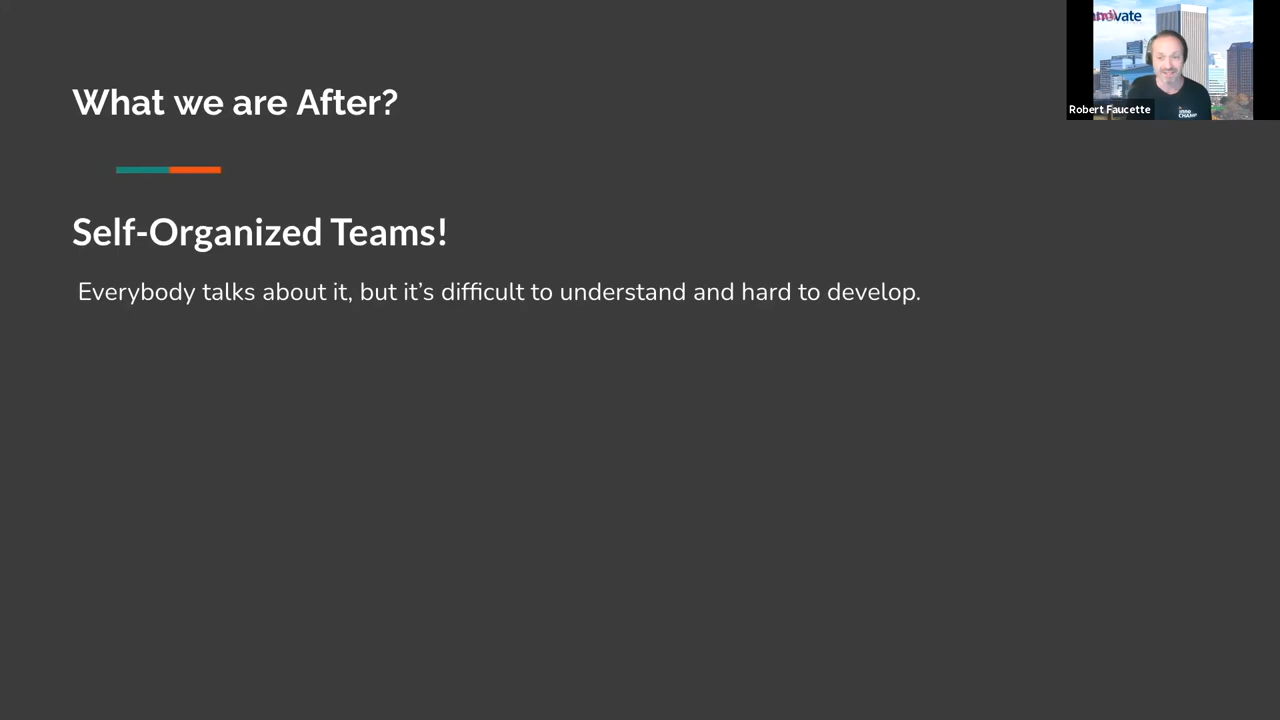 What we are After?
Self-Organized Teams!
Everybody talks about it, but it's difficult to understand and hard to develop.
Robert Faucette